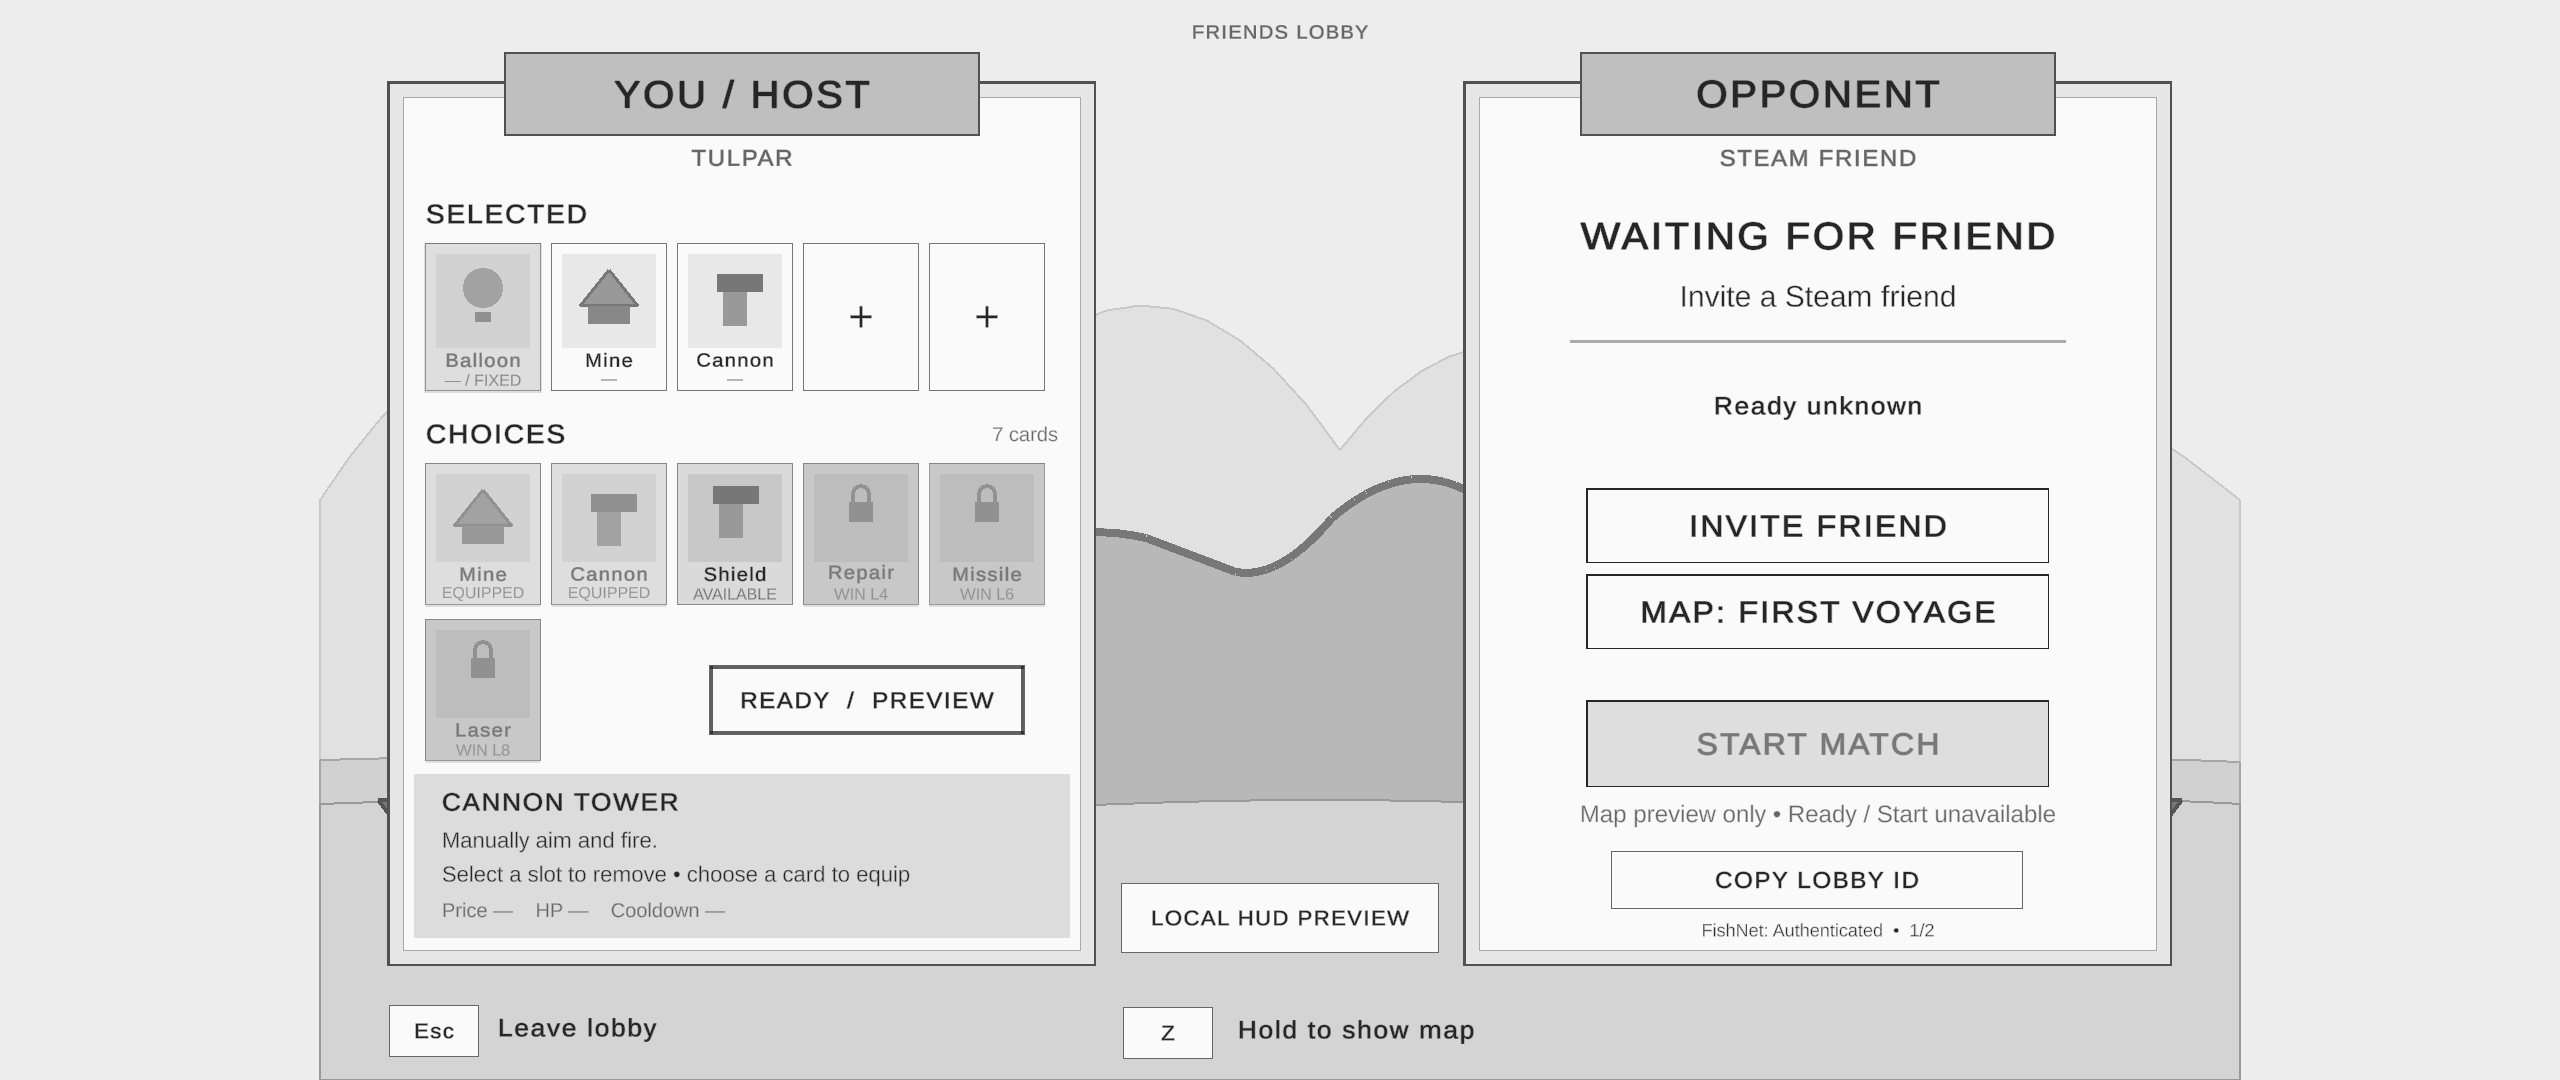 FRIENDS LOBBY
YOU / HOST
TULPAR
SELECTED
Balloon
— / FIXED
Mine
—
Cannon
—
+
+
CHOICES
7 cards
Mine
EQUIPPED
Cannon
EQUIPPED
Shield
AVAILABLE
Repair
WIN L4
Missile
WIN L6
Laser
WIN L8
READY / PREVIEW
CANNON TOWER
Manually aim and fire.
Select a slot to remove • choose a card to equip
Price — HP — Cooldown —
OPPONENT
STEAM FRIEND
WAITING FOR FRIEND
Invite a Steam friend
Ready unknown
INVITE FRIEND
MAP: FIRST VOYAGE
START MATCH
Map preview only • Ready / Start unavailable
COPY LOBBY ID
FishNet: Authenticated • 1/2
LOCAL HUD PREVIEW
Esc Leave lobby
Z Hold to show map